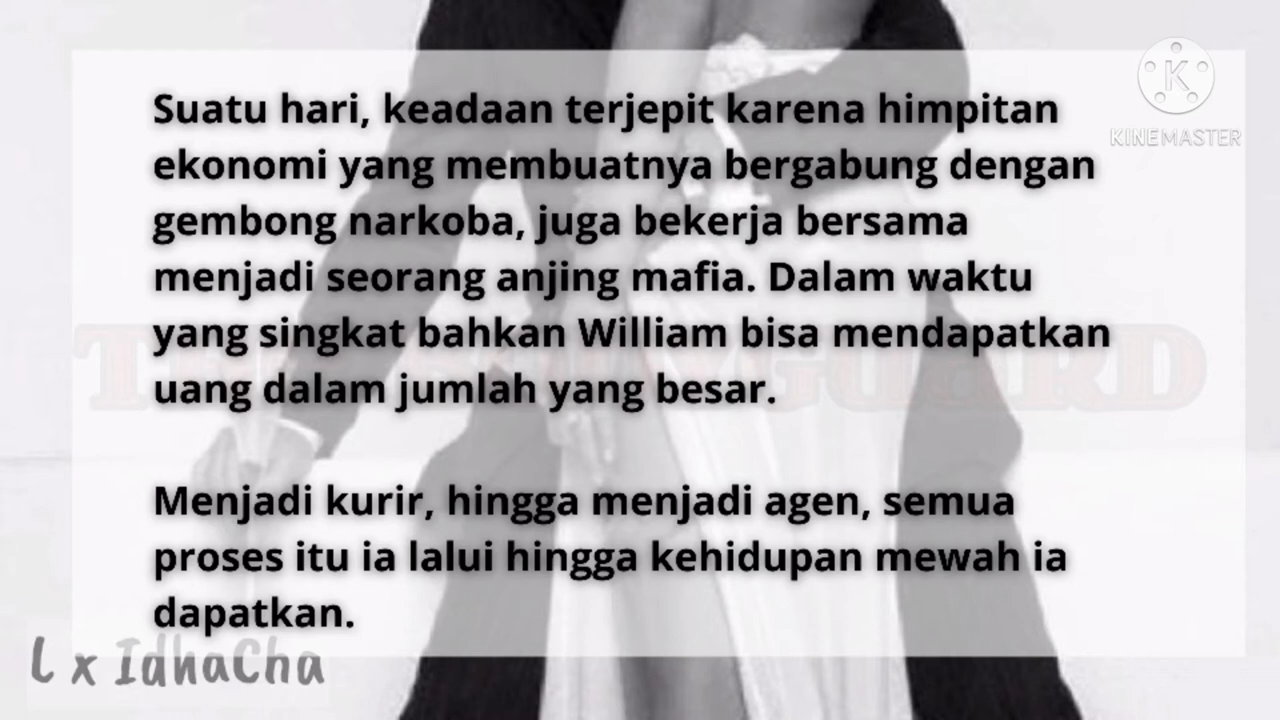 Suatu hari, keadaan terjepit karena himpitan
ekonomi yang membuatnya bergabung dengan
gembong narkoba, juga bekerja bersama
menjadi seorang anjing mafia. Dalam waktu
yang singkat bahkan William bisa mendapatkan
uang dalam jumlah yang besar.
Menjadi kurir, hingga menjadi agen, semua
proses itu ia lalui hingga kehidupan mewah ia
dapatkan.
K
KINEMASTER
L x IdhaCha